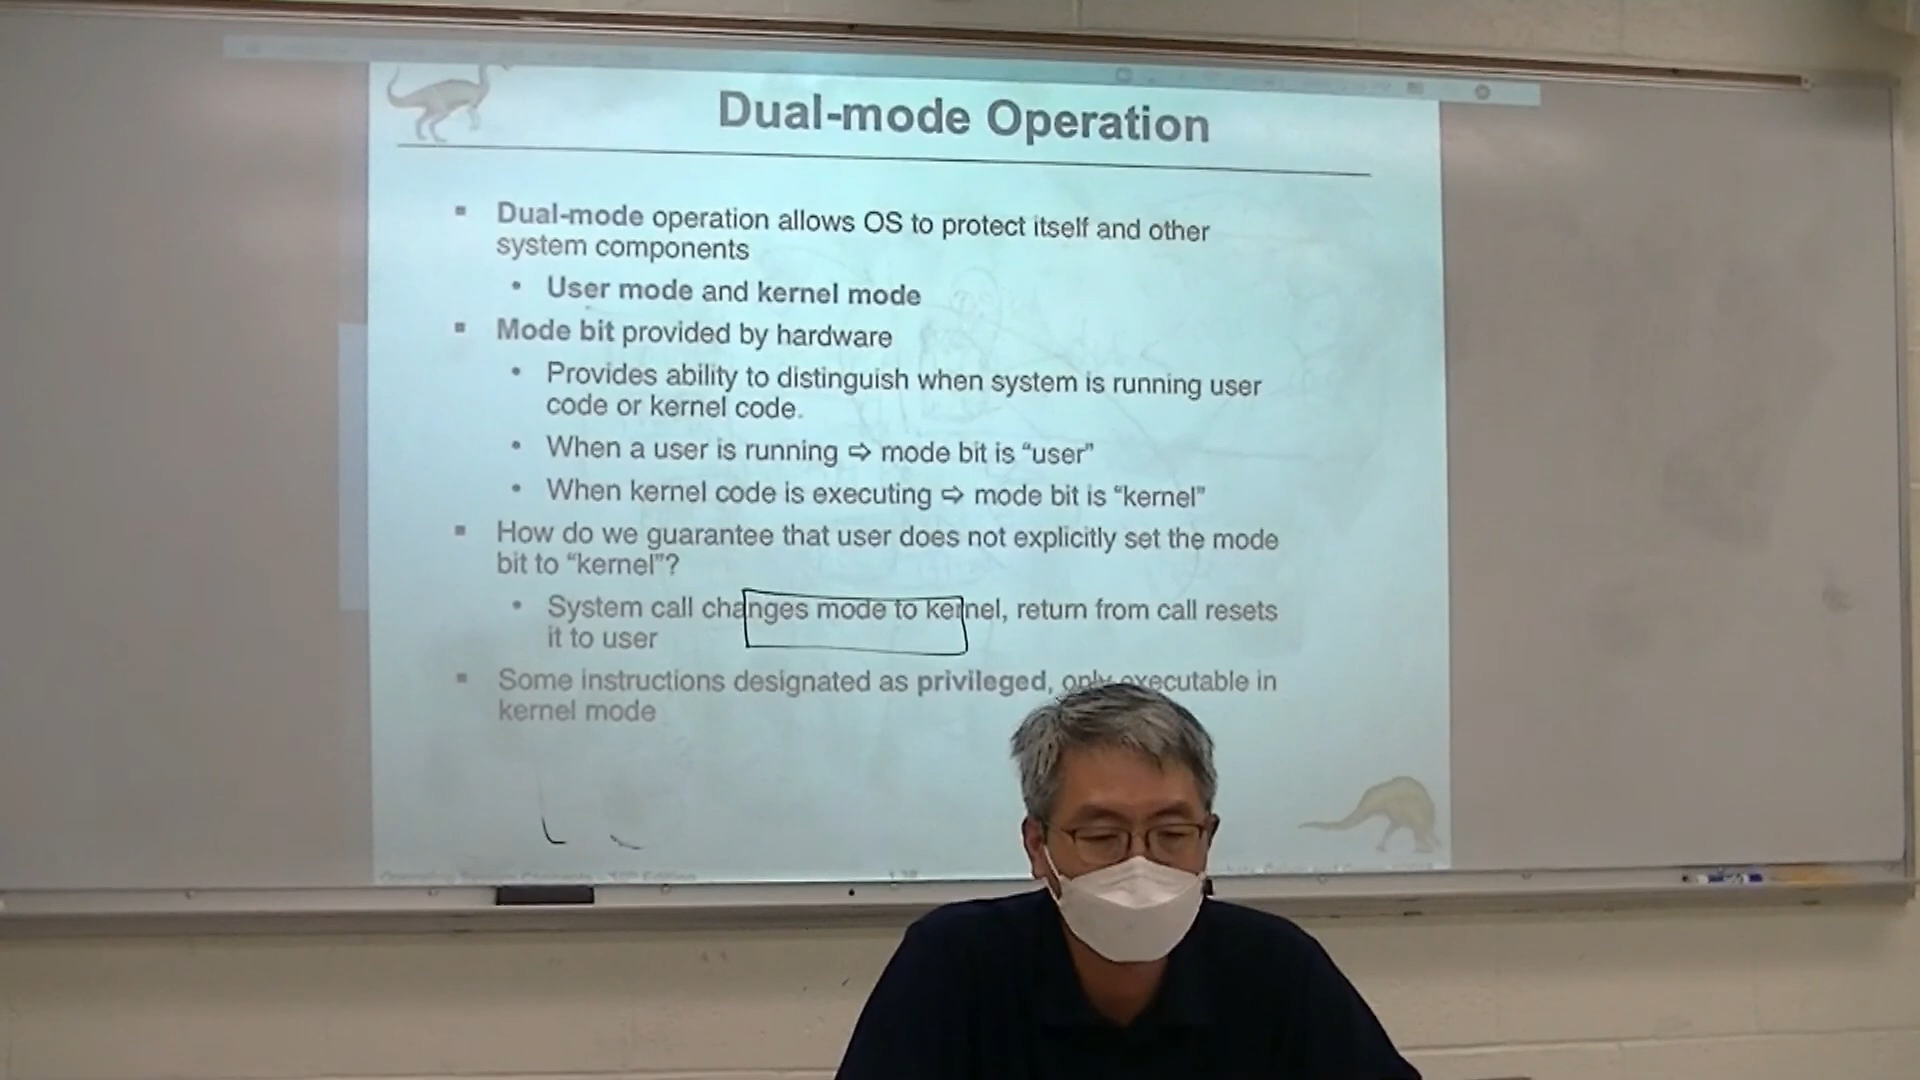 Dual-mode Operation
Dual-mode operation allows OS to protect itself and other
system components
User mode and kernel mode
Mode bit provided by hardware
Provides ability to distinguish when system is running user
code or kernel code.
When a user is running ⇨ mode bit is “user”
When kernel code is executing ⇨ mode bit is “kernel”
How do we guarantee that user does not explicitly set the mode
bit to “kernel”?
System call changes mode to kernel, return from call resets
it to user
Some instructions designated as privileged, only executable in
kernel mode